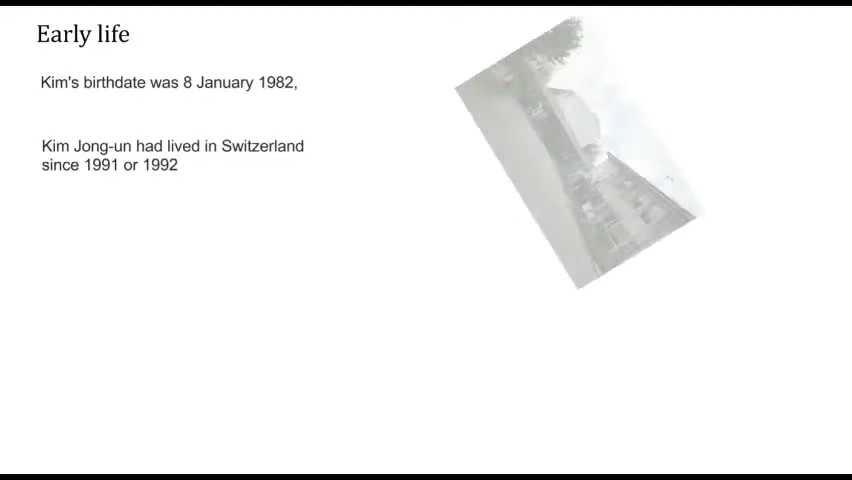 Early life
Kim's birthdate was 8 January 1982,
Kim Jong-un had lived in Switzerland
since 1991 or 1992